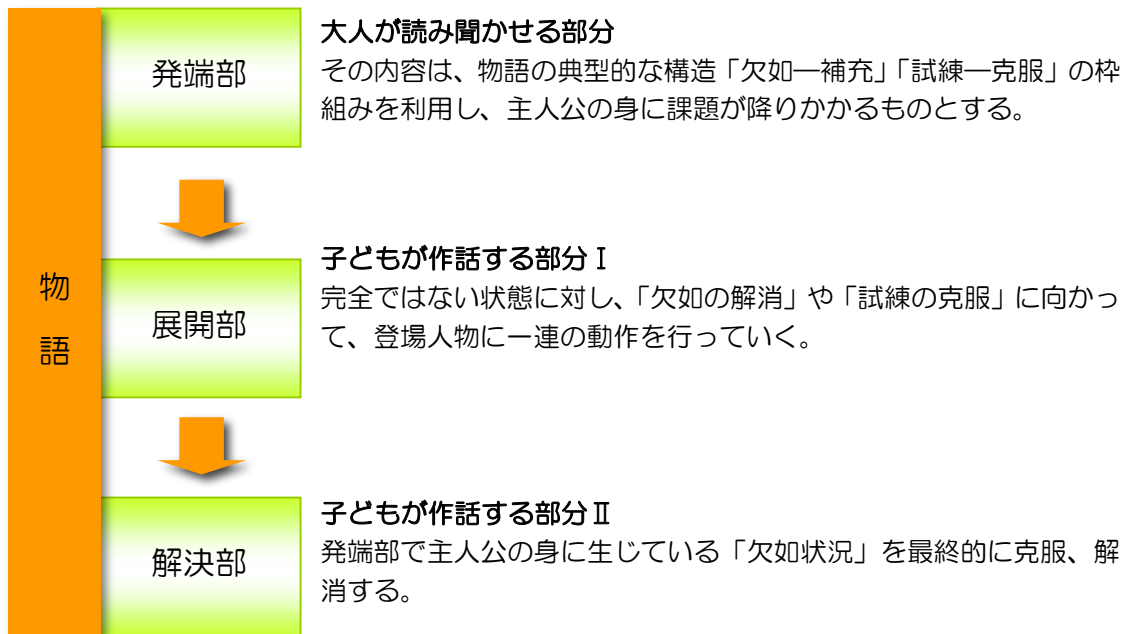 物
語
発端部
大人が読み聞かせる部分
その内容は、物語の典型的な構造「欠如―補充」「試練―克服」の枠
組みを利用し、主人公の身に課題が降りかかるものとする。
展開部
子どもが作話する部分Ⅰ
完全ではない状態に対し、「欠如の解消」や「試練の克服」に向かっ
て、登場人物に一連の動作を行っていく。
解決部
子どもが作話する部分Ⅱ
発端部で主人公の身に生じている「欠如状況」を最終的に克服、解
消する。